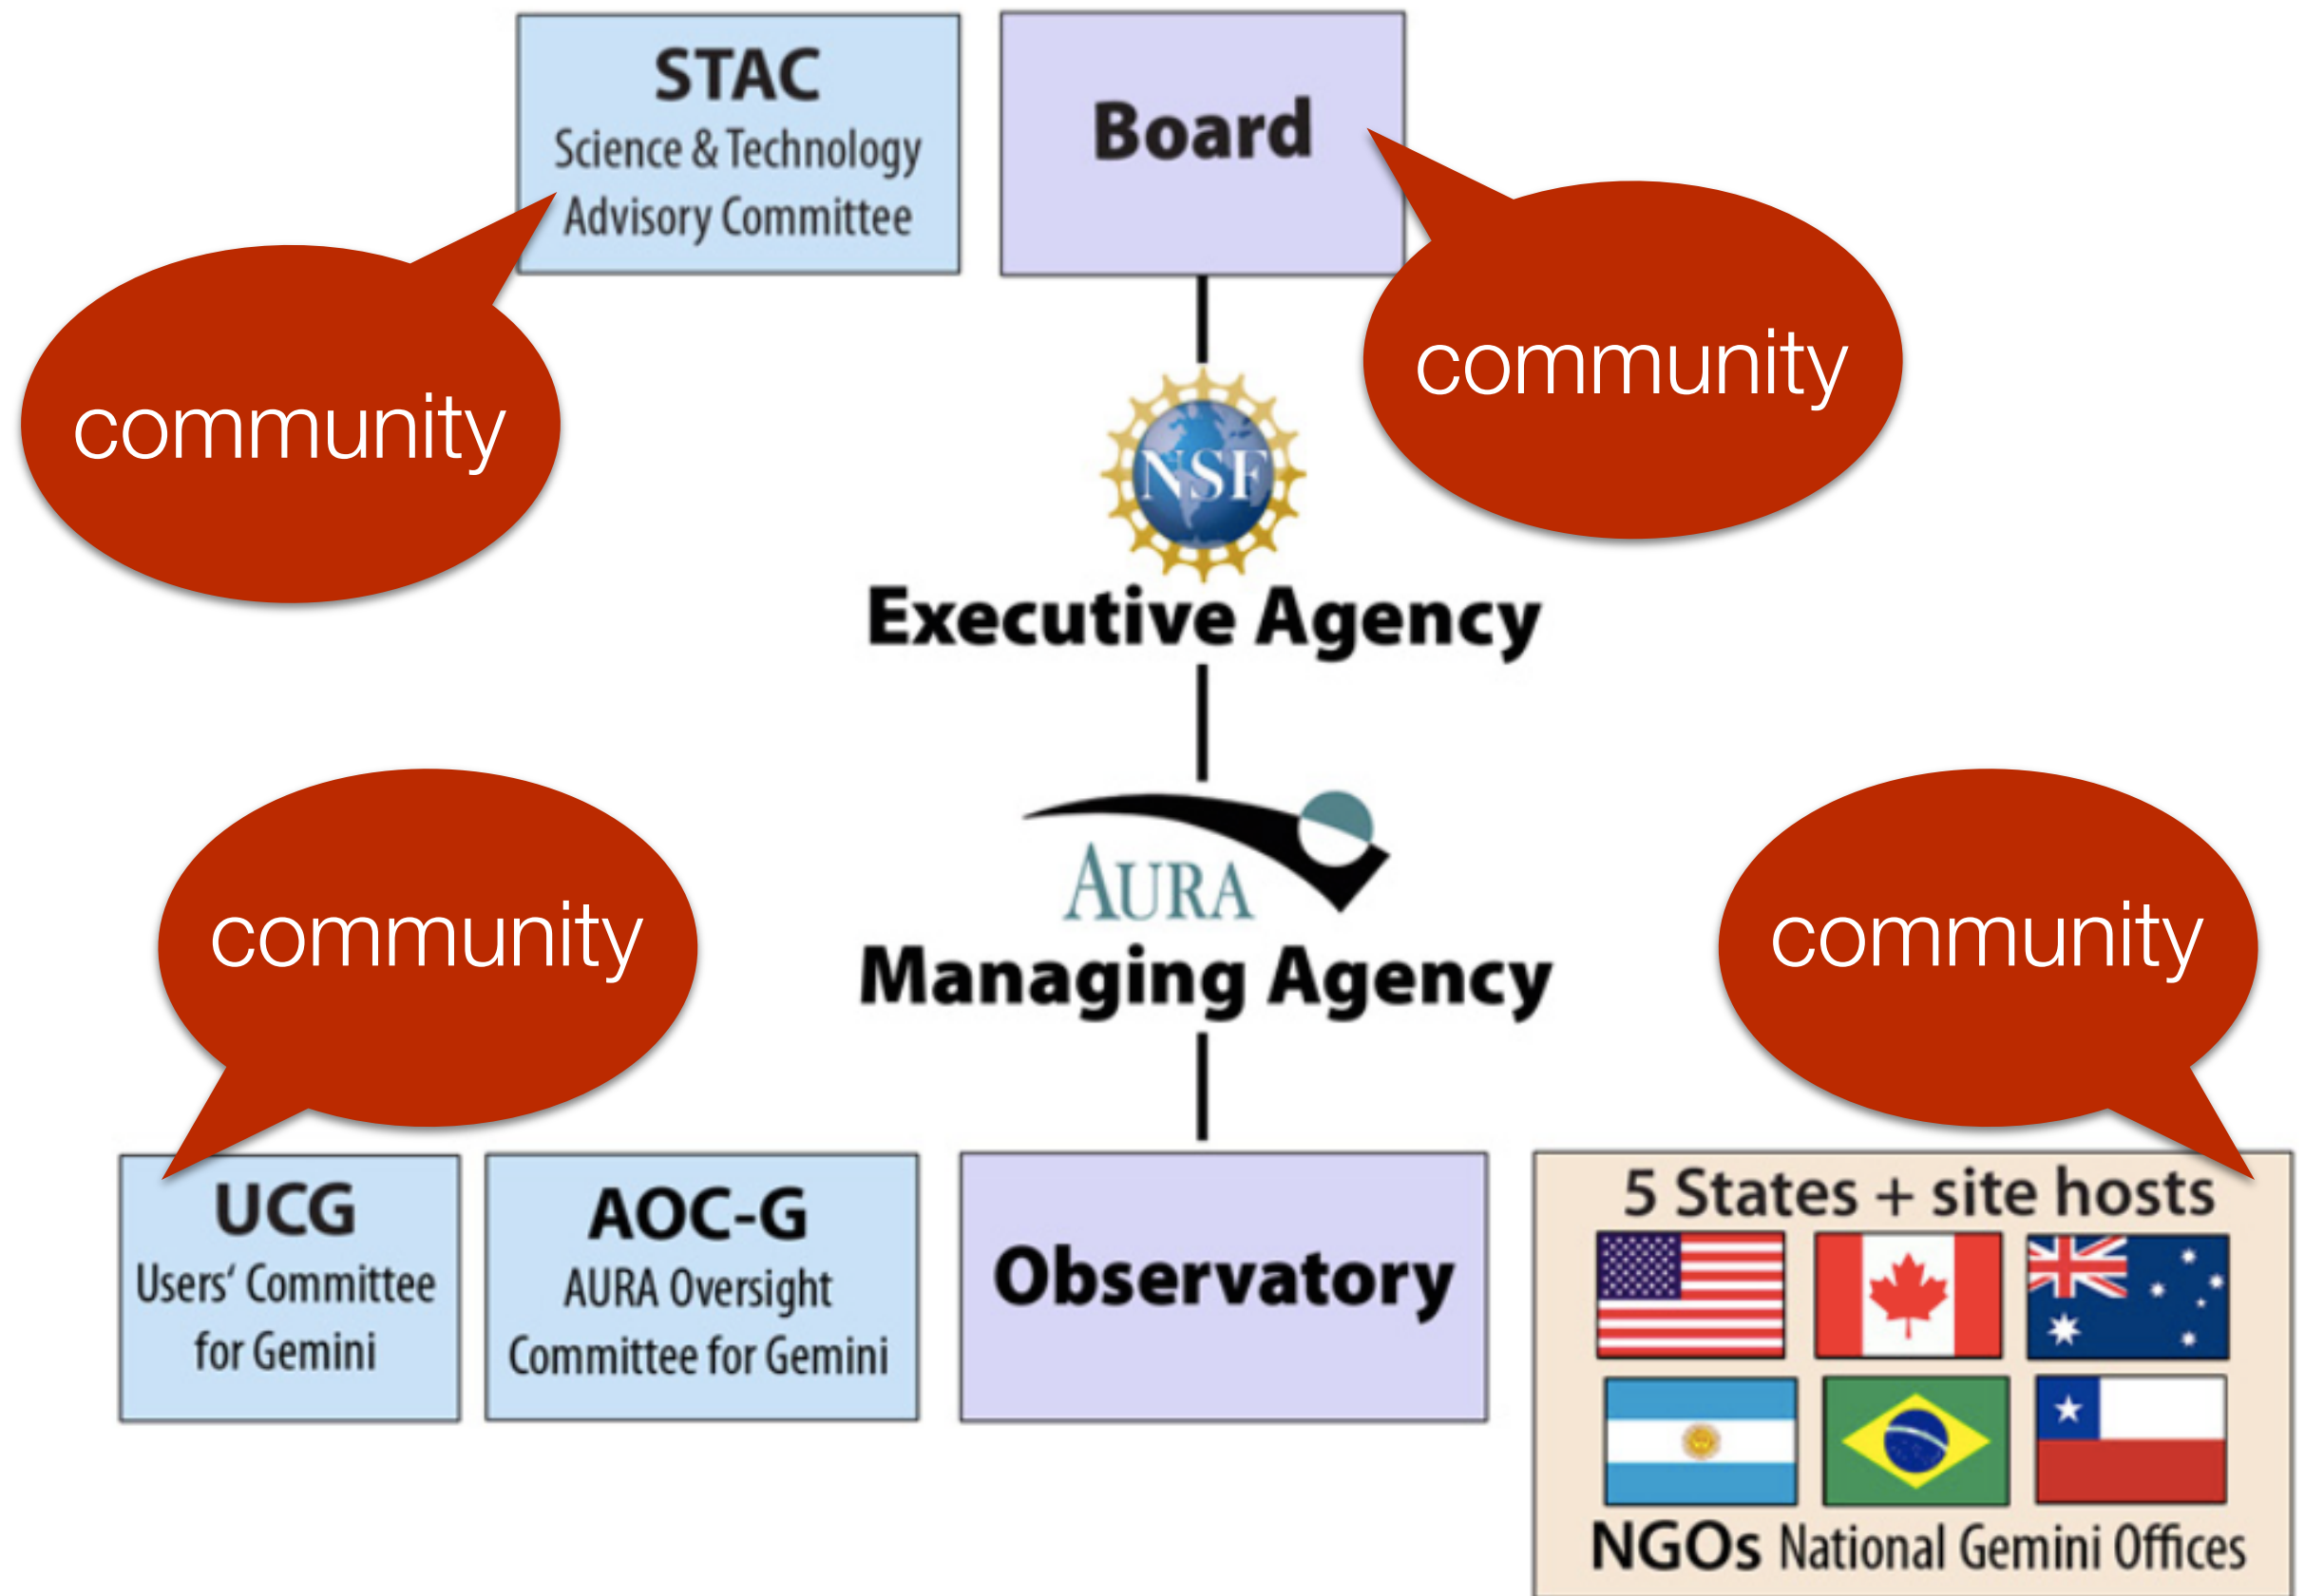 STAC
Science & Technology
Advisory Committee
Board
community
community
NSF
Executive Agency
AURA
Managing Agency
community
community
UCG
Users' Committee
for Gemini
AOC-G
AURA Oversight
Committee for Gemini
Observatory
5 States + site hosts
NGOs National Gemini Offices